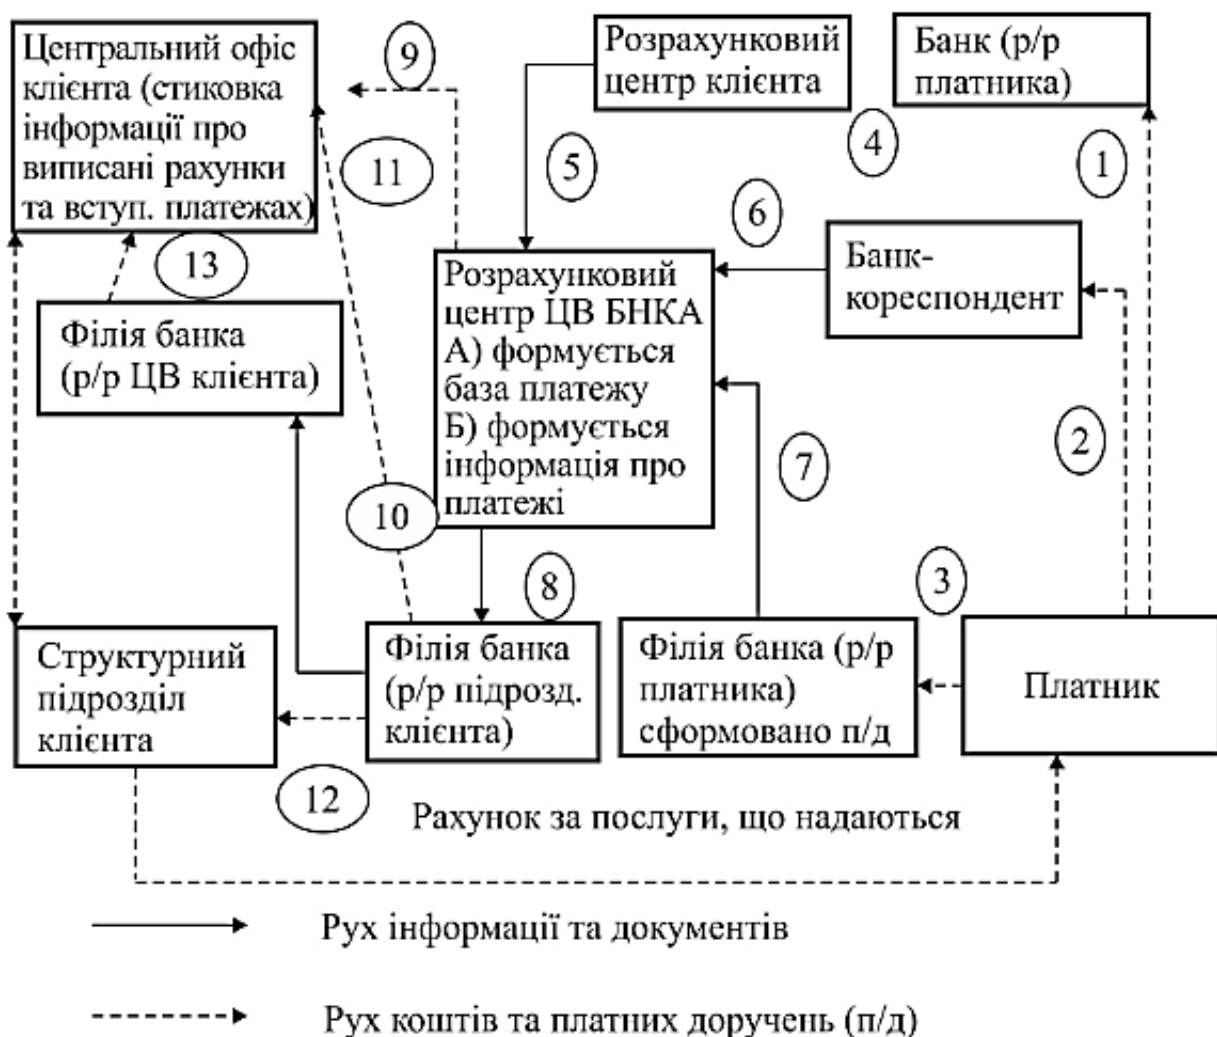 Центральний офіс
клієнта (стиковка
інформації про
виписані рахунки
та вступ. платежах)
9
11
Розрахунковий
центр клієнта
Банк (р/р
платника)
4
5
1
6
13
Філія банка
(р/р ЦВ клієнта)
Розрахунковий
центр ЦВ БНКА
А) формується
база платежу
Б) формується
інформація про
платежі
Банк-
кореспондент
2
7
10
8
3
Структурний
підрозділ
клієнта
Філія банка
(р/р підрозд.
клієнта)
Філія банка (р/р
платника)
сформовано п/д
Платник
12
Рахунок за послуги, що надаються
Рух інформації та документів
Рух коштів та платних доручень (п/д)